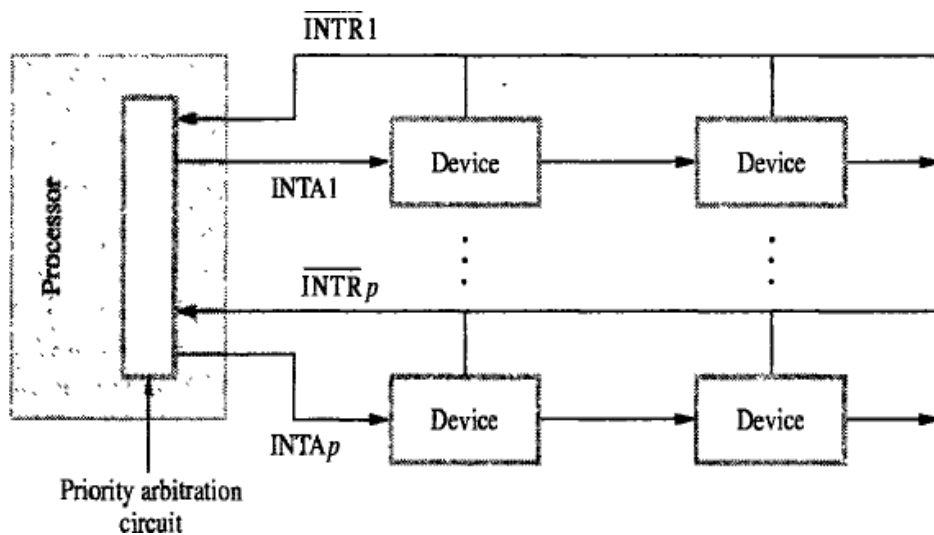 INTR1
Device
Device
INTA1
Processor
INTRp
Device
Device
INTAp
Priority arbitration
circuit